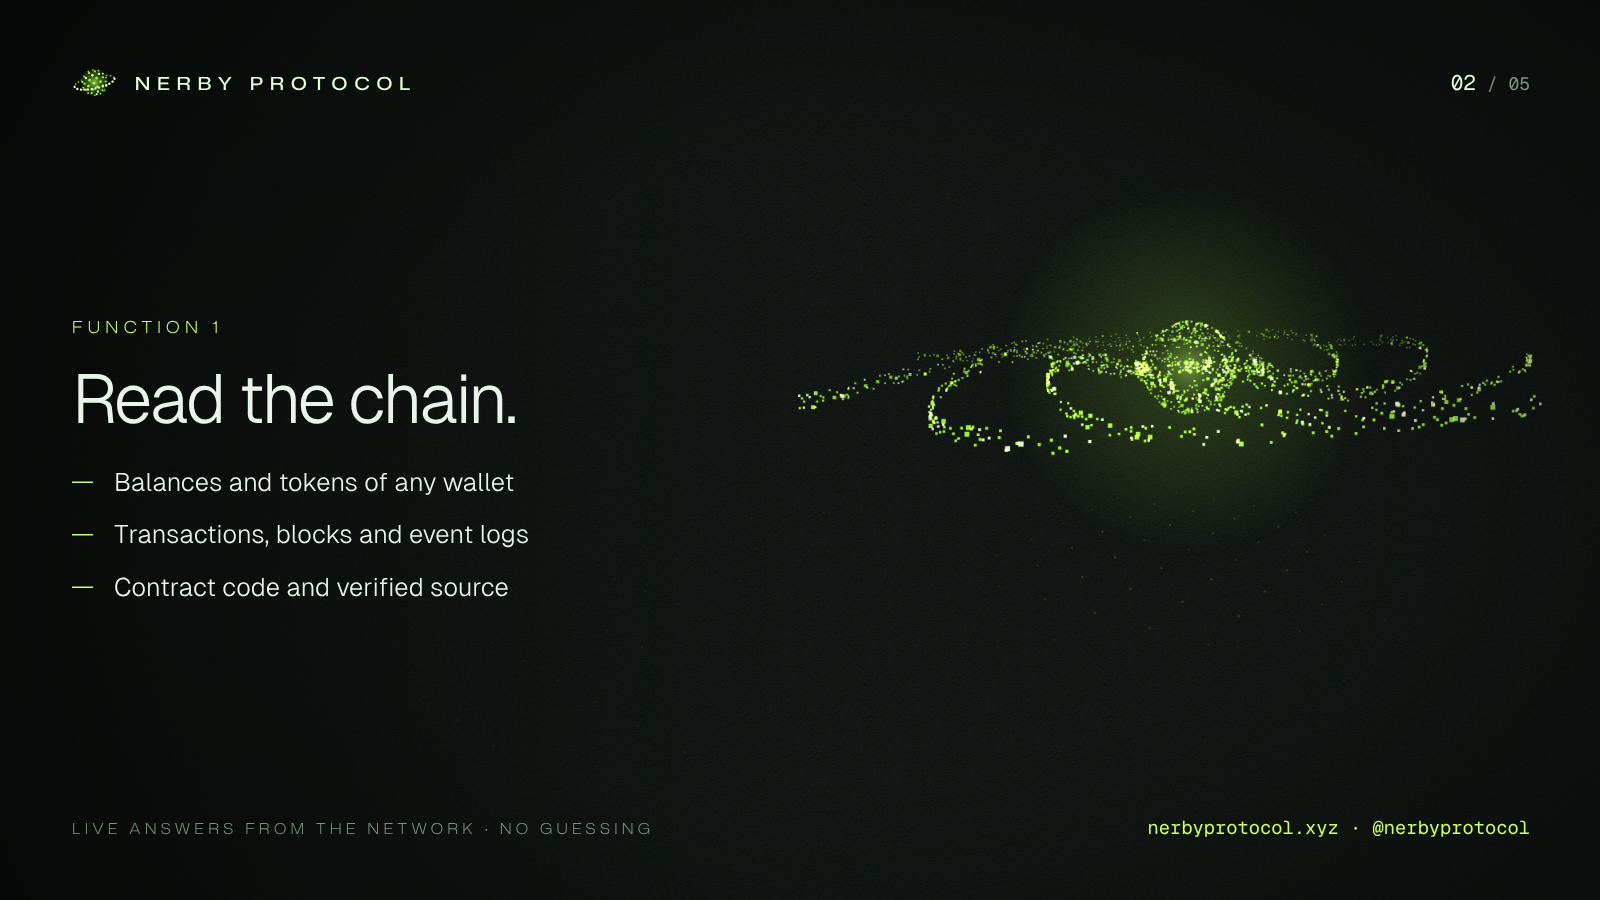 NERBY PROTOCOL
02 / 05
FUNCTION 1
Read the chain.
— Balances and tokens of any wallet
— Transactions, blocks and event logs
— Contract code and verified source
LIVE ANSWERS FROM THE NETWORK · NO GUESSING
nerbyprotocol.xyz · @nerbyprotocol